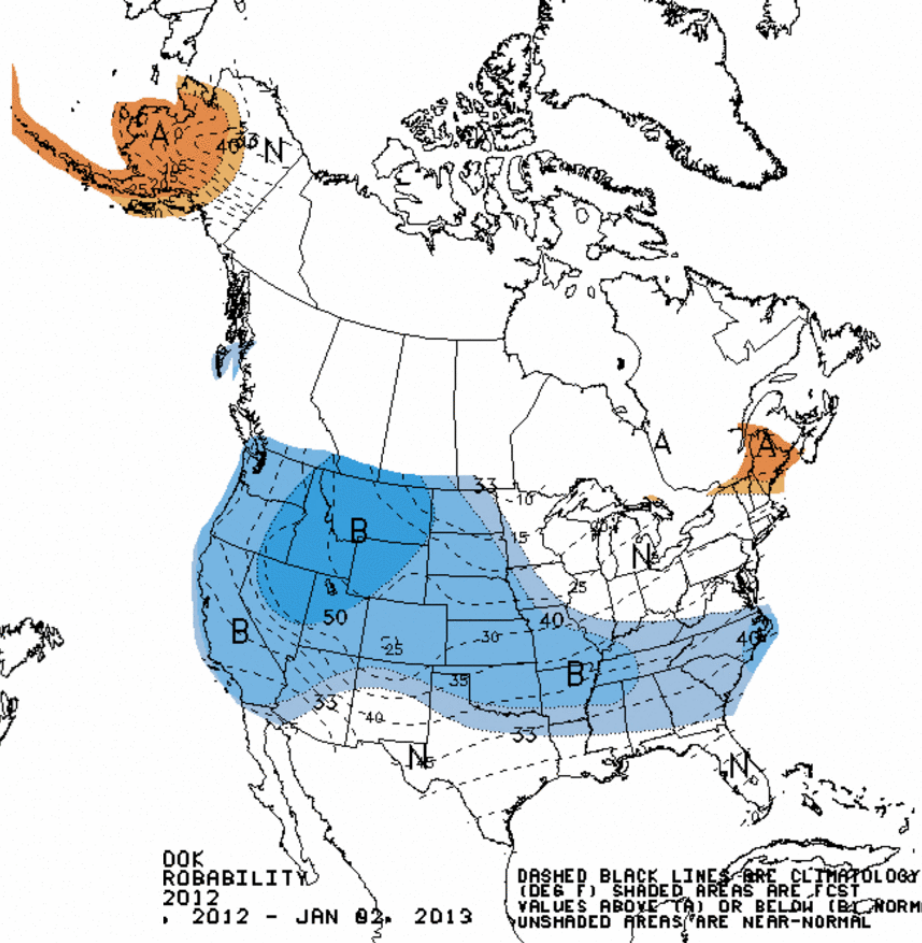 A
40
33
N
A
A
33
-10
15
B
N
25
50
40
B
30
40
25
B
35
33
40
33
N
N
DOK
ROBABILITY
2012
, 2012 - JAN 02, 2013
DASHED BLACK LINES ARE CLIMATOLOGY
(DEG F) SHADED AREAS ARE FCST
VALUES ABOVE (A) OR BELOW (B) NORM
UNSHADED AREAS ARE NEAR-NORMAL